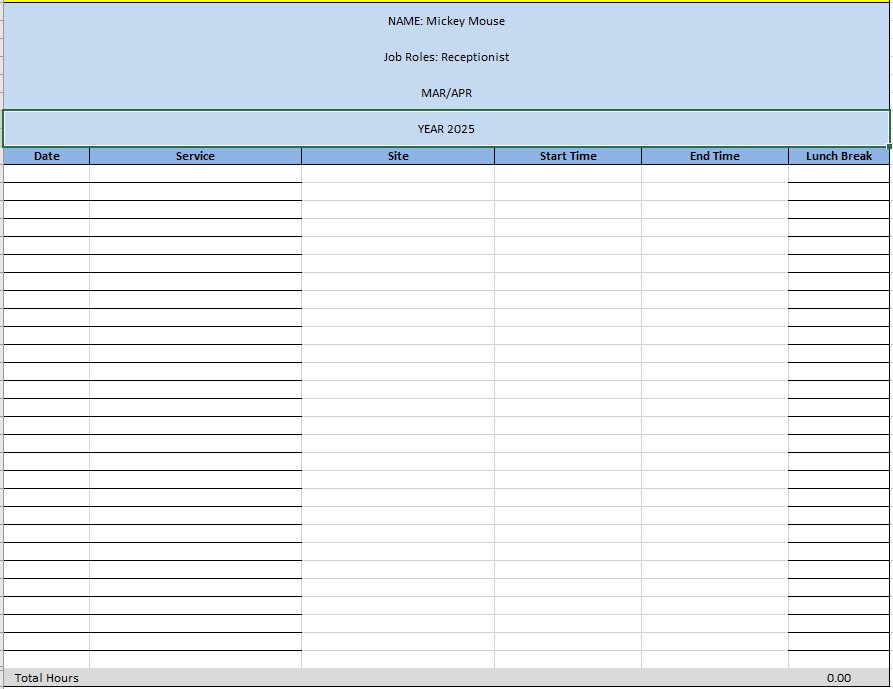 NAME: Mickey Mouse
Job Roles: Receptionist
MAR/APR
YEAR 2025
Date Service Site Start Time End Time Lunch Break
Total Hours 0.00